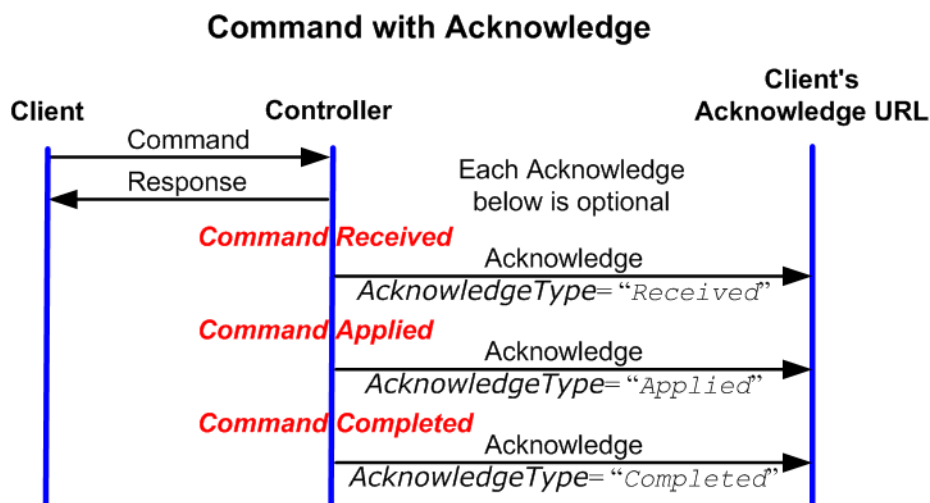 Command with Acknowledge
Client's
Client
Controller
Acknowledge URL
Command
Response
Each Acknowledge
below is optional
Command Received
Acknowledge
AcknowledgeType=“Received”
Command Applied
Acknowledge
AcknowledgeType=“Applied”
Command Completed
Acknowledge
AcknowledgeType=“Completed”